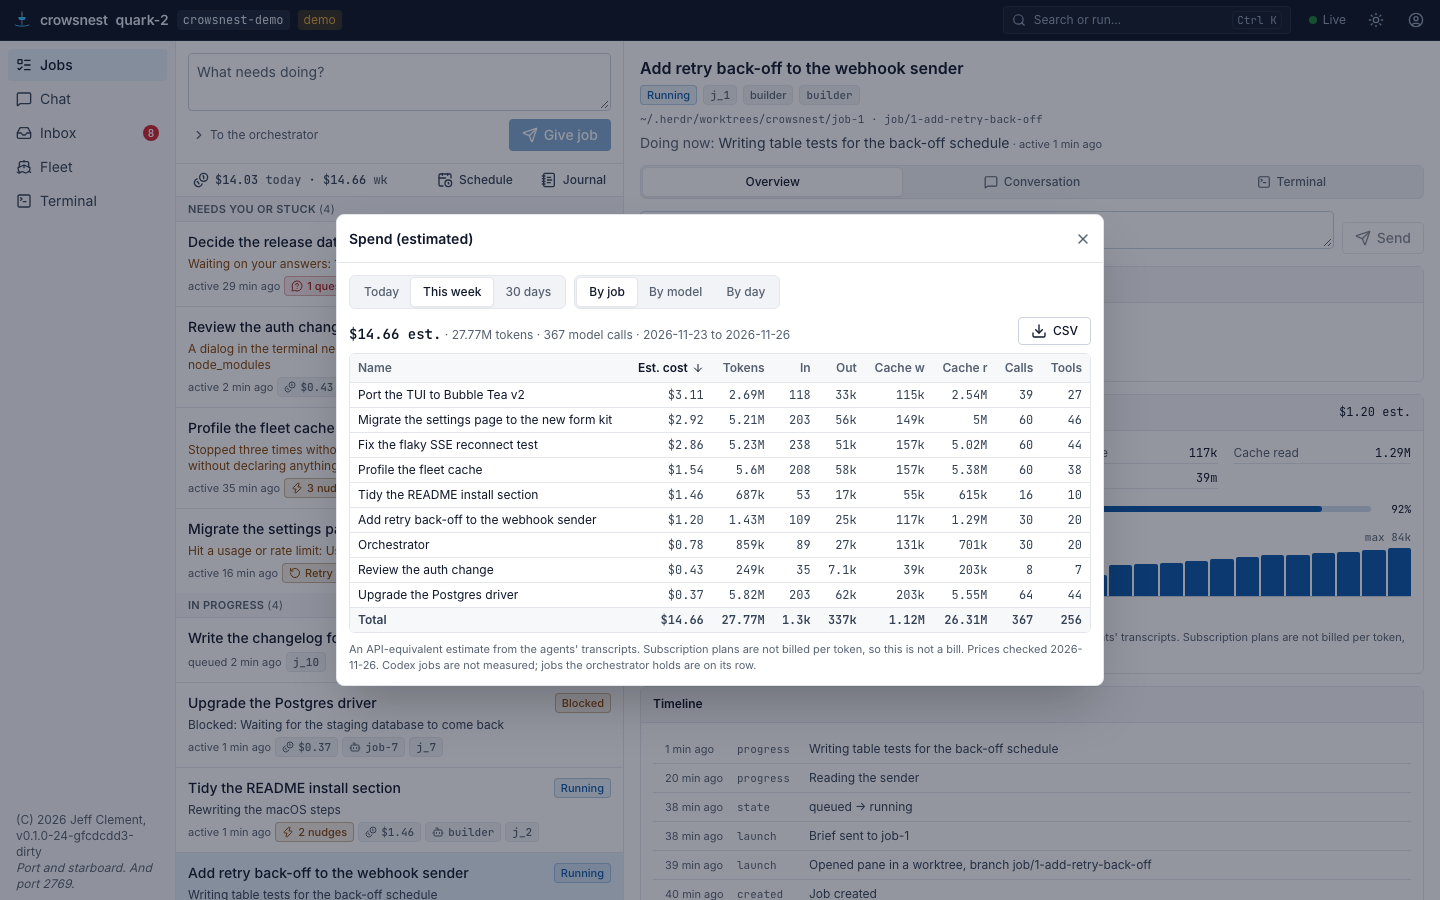 crowsnest quark-2 crowsnest-demo demo Search or run... Ctrl K Live
Jobs
Chat
Inbox 8
Fleet
Terminal
(C) 2026 Jeff Clement,
v0.1.0-24-gfcdcdd3-
dirty
Port and starboard. And
port 2769.
What needs doing?
To the orchestrator Give job
$14.03 today · $14.66 wk Schedule Journal
NEEDS YOU OR STUCK (4)
Decide the release dat
Waiting on your answers:
active 29 min ago 1 que
Review the auth chang
A dialog in the terminal ne
node_modules
active 2 min ago $0.43
Profile the fleet cache
Stopped three times witho
without declaring anything
active 35 min ago 3 nud
Migrate the settings pa
Hit a usage or rate limit: Us
active 16 min ago Retry
IN PROGRESS (4)
Write the changelog fo
queued 2 min ago j_10
Upgrade the Postgres driver Blocked
Blocked: Waiting for the staging database to come back
active 1 min ago $0.37 job-7 j_7
Tidy the README install section Running
Rewriting the macOS steps
active 1 min ago 2 nudges $1.46 builder j_2
Add retry back-off to the webhook sender Running
Writing table tests for the back-off schedule
Add retry back-off to the webhook sender
Running j_1 builder builder
~/.herdr/worktrees/crowsnest/job-1 · job/1-add-retry-back-off
Doing now: Writing table tests for the back-off schedule · active 1 min ago
Overview Conversation Terminal
Send
$1.20 est.
e 117k Cache read 1.29M
39m
92%
max 84k
ts' transcripts. Subscription plans are not billed per token,
Timeline
1 min ago progress Writing table tests for the back-off schedule
20 min ago progress Reading the sender
38 min ago state queued → running
38 min ago launch Brief sent to job-1
39 min ago launch Opened pane in a worktree, branch job/1-add-retry-back-off
40 min ago created Job created
Spend (estimated)
Today This week 30 days By job By model By day
$14.66 est. · 27.77M tokens · 367 model calls · 2026-11-23 to 2026-11-26 CSV
Name Est. cost ↓ Tokens In Out Cache w Cache r Calls Tools
Port the TUI to Bubble Tea v2 $3.11 2.69M 118 33k 115k 2.54M 39 27
Migrate the settings page to the new form kit $2.92 5.21M 203 56k 149k 5M 60 46
Fix the flaky SSE reconnect test $2.86 5.23M 238 51k 157k 5.02M 60 44
Profile the fleet cache $1.54 5.6M 208 58k 157k 5.38M 60 38
Tidy the README install section $1.46 687k 53 17k 55k 615k 16 10
Add retry back-off to the webhook sender $1.20 1.43M 109 25k 117k 1.29M 30 20
Orchestrator $0.78 859k 89 27k 131k 701k 30 20
Review the auth change $0.43 249k 35 7.1k 39k 203k 8 7
Upgrade the Postgres driver $0.37 5.82M 203 62k 203k 5.55M 64 44
Total $14.66 27.77M 1.3k 337k 1.12M 26.31M 367 256
An API-equivalent estimate from the agents' transcripts. Subscription plans are not billed per token, so this is not a bill. Prices checked 2026-
11-26. Codex jobs are not measured; jobs the orchestrator holds are on its row.